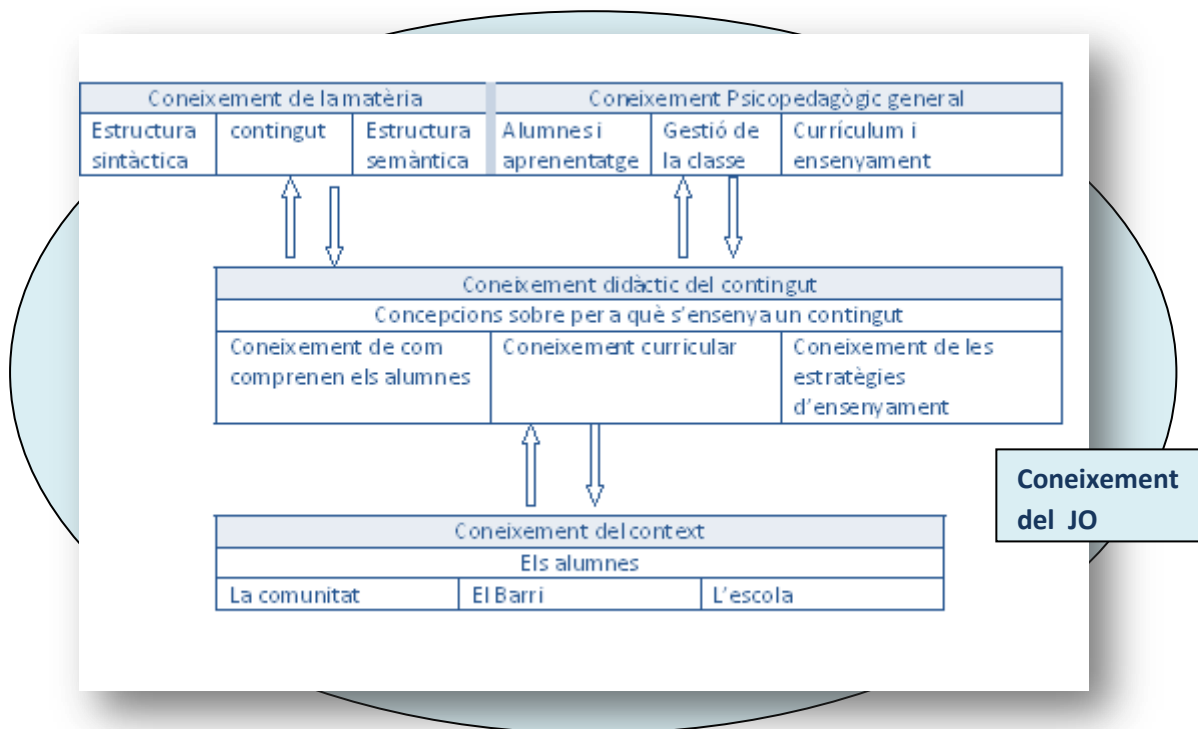 Coneixement de la matèria
Coneixement Psicopedagògic general
Estructura
sintàctica
contingut
Estructura
semàntica
Alumnes i
aprenentatge
Gestió de
la classe
Currículum i
ensenyament
Coneixement didàctic del contingut
Concepcions sobre per a què s'ensenya un contingut
Coneixement de com
comprenen els alumnes
Coneixement curricular
Coneixement de les
estratègies
d'ensenyament
Coneixement del context
Els alumnes
La comunitat
El Barri
L'escola
Coneixement
del JO